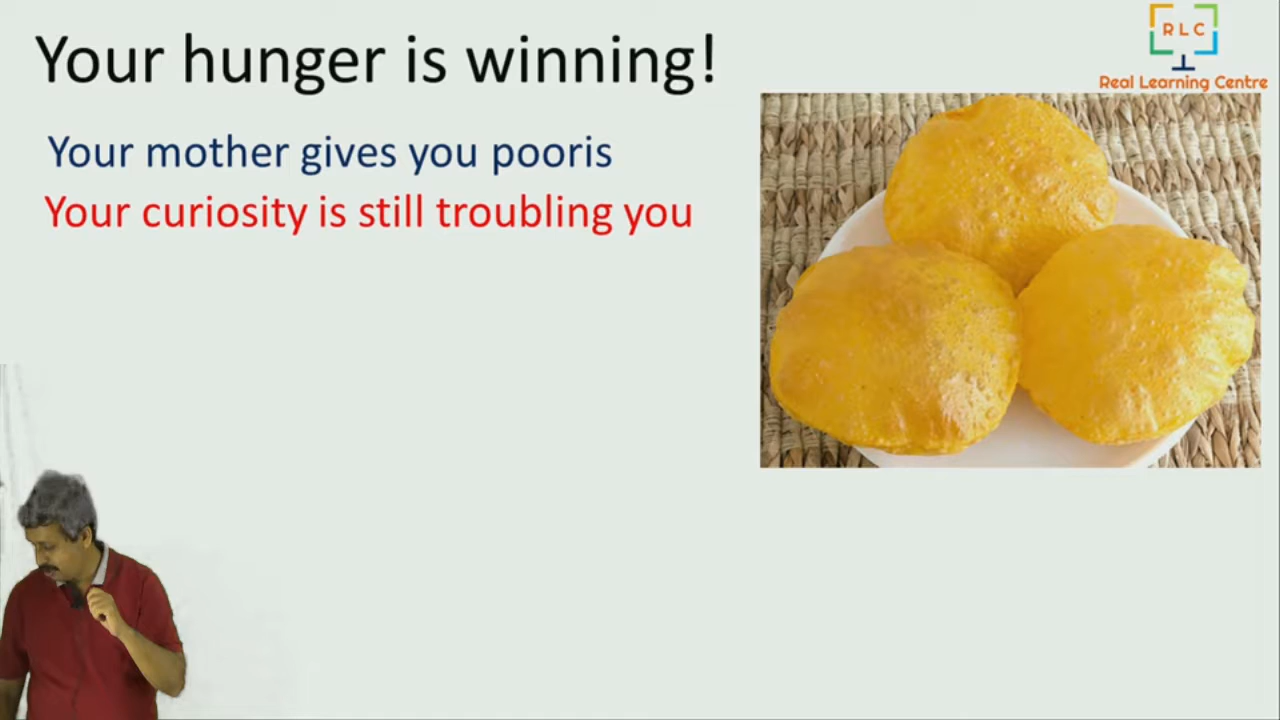 Your hunger is winning!
RLC
Real Learning Centre
Your mother gives you pooris
Your curiosity is still troubling you